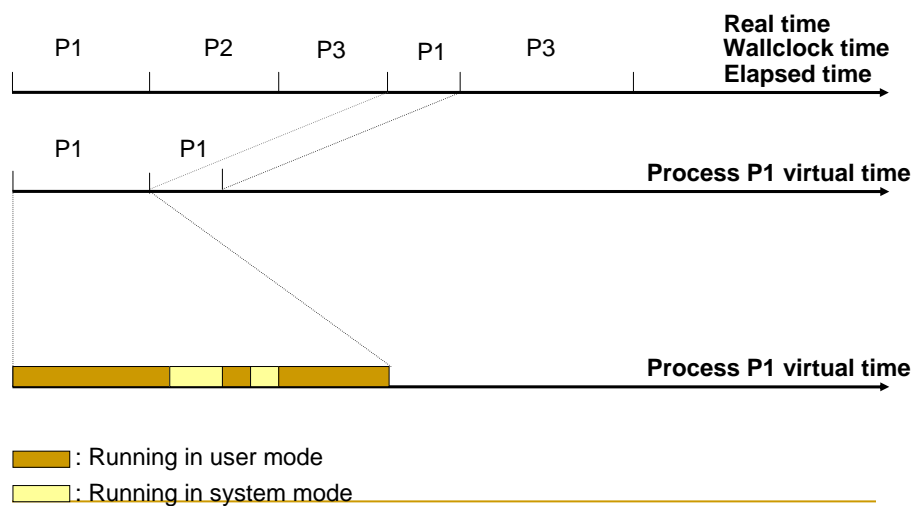 Real time
Wallclock time
Elapsed time
P1 P2 P3 P1 P3
P1 P1
Process P1 virtual time
Process P1 virtual time
: Running in user mode
: Running in system mode